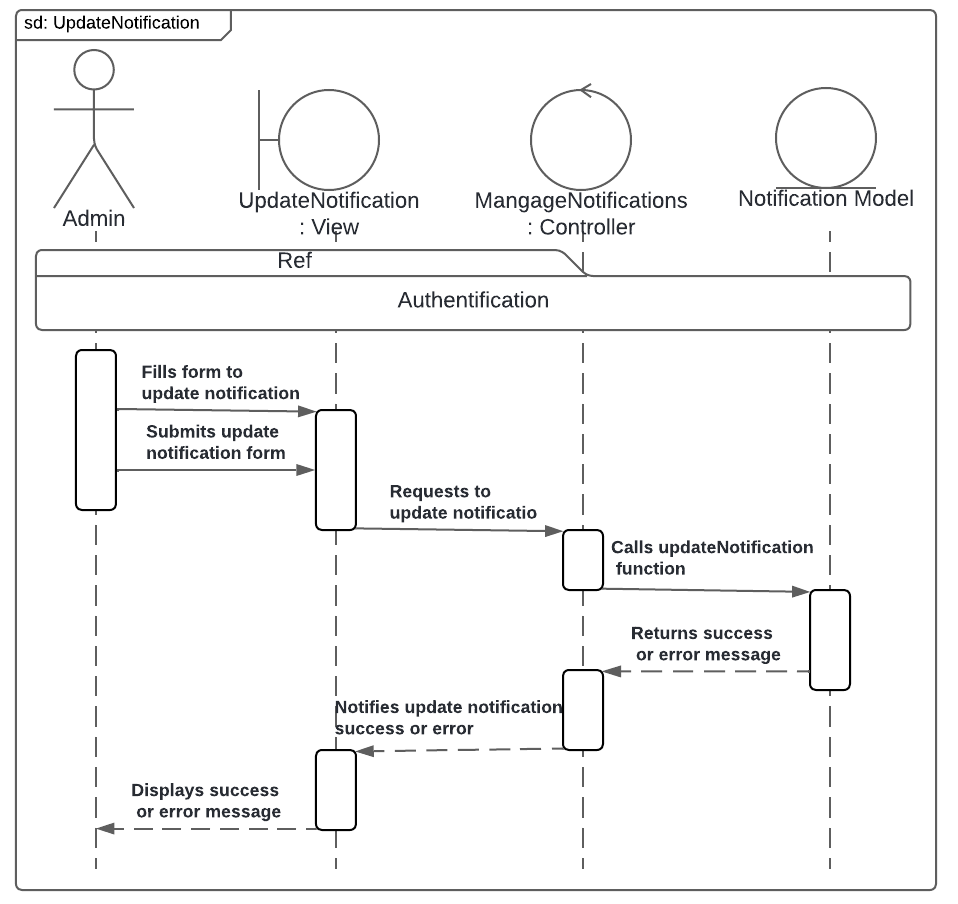 sd: UpdateNotification
Admin
UpdateNotification
: View
MangageNotifications
: Controller
Notification Model
Ref
Authentification
Fills form to
update notification
Submits update
notification form
Requests to
update notificatio
Calls updateNotification
function
Returns success
or error message
Notifies update notification
success or error
Displays success
or error message